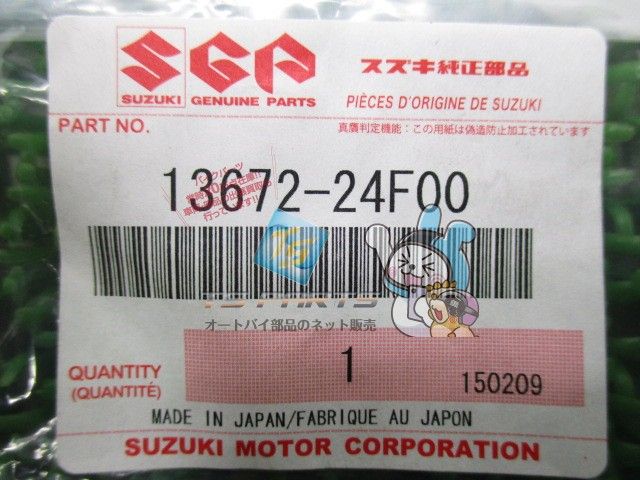 SGP
スズキ純正部品
SUZUKI
GENUINE PARTS
PIÈCES D'ORIGINE DE SUZUKI
PART NO.
真贋判定機能：この用紙は偽造防止加工されています
13672-24F00
オートバイ部品のネット販売
QUANTITY
(QUANTITÉ)
1
150209
MADE IN JAPAN/FABRIQUE AU JAPON
SUZUKI MOTOR CORPORATION